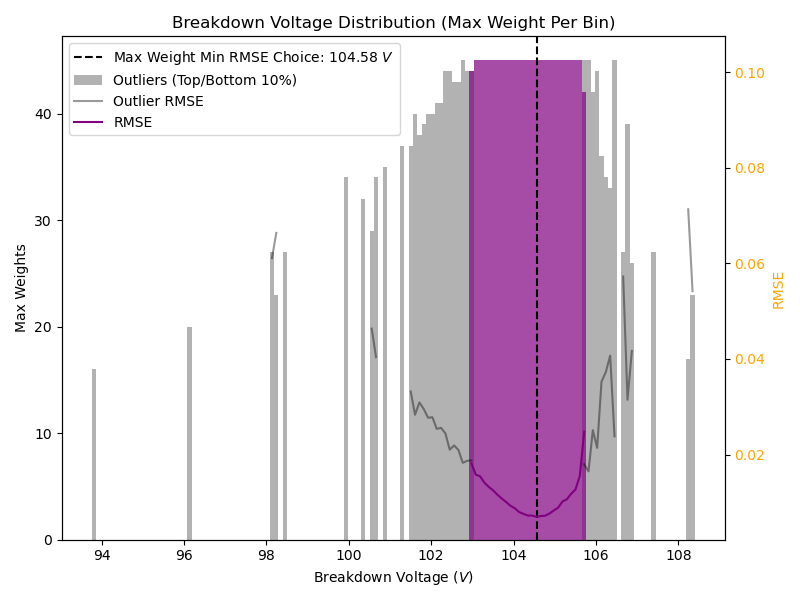 Breakdown Voltage Distribution (Max Weight Per Bin)
Max Weight Min RMSE Choice: 104.58 V
Outliers (Top/Bottom 10%)
Outlier RMSE
RMSE
Max Weights
40
30
20
10
0
0.10
0.08
0.06
0.04
0.02
RMSE
94 96 98 100 102 104 106 108
Breakdown Voltage (V)